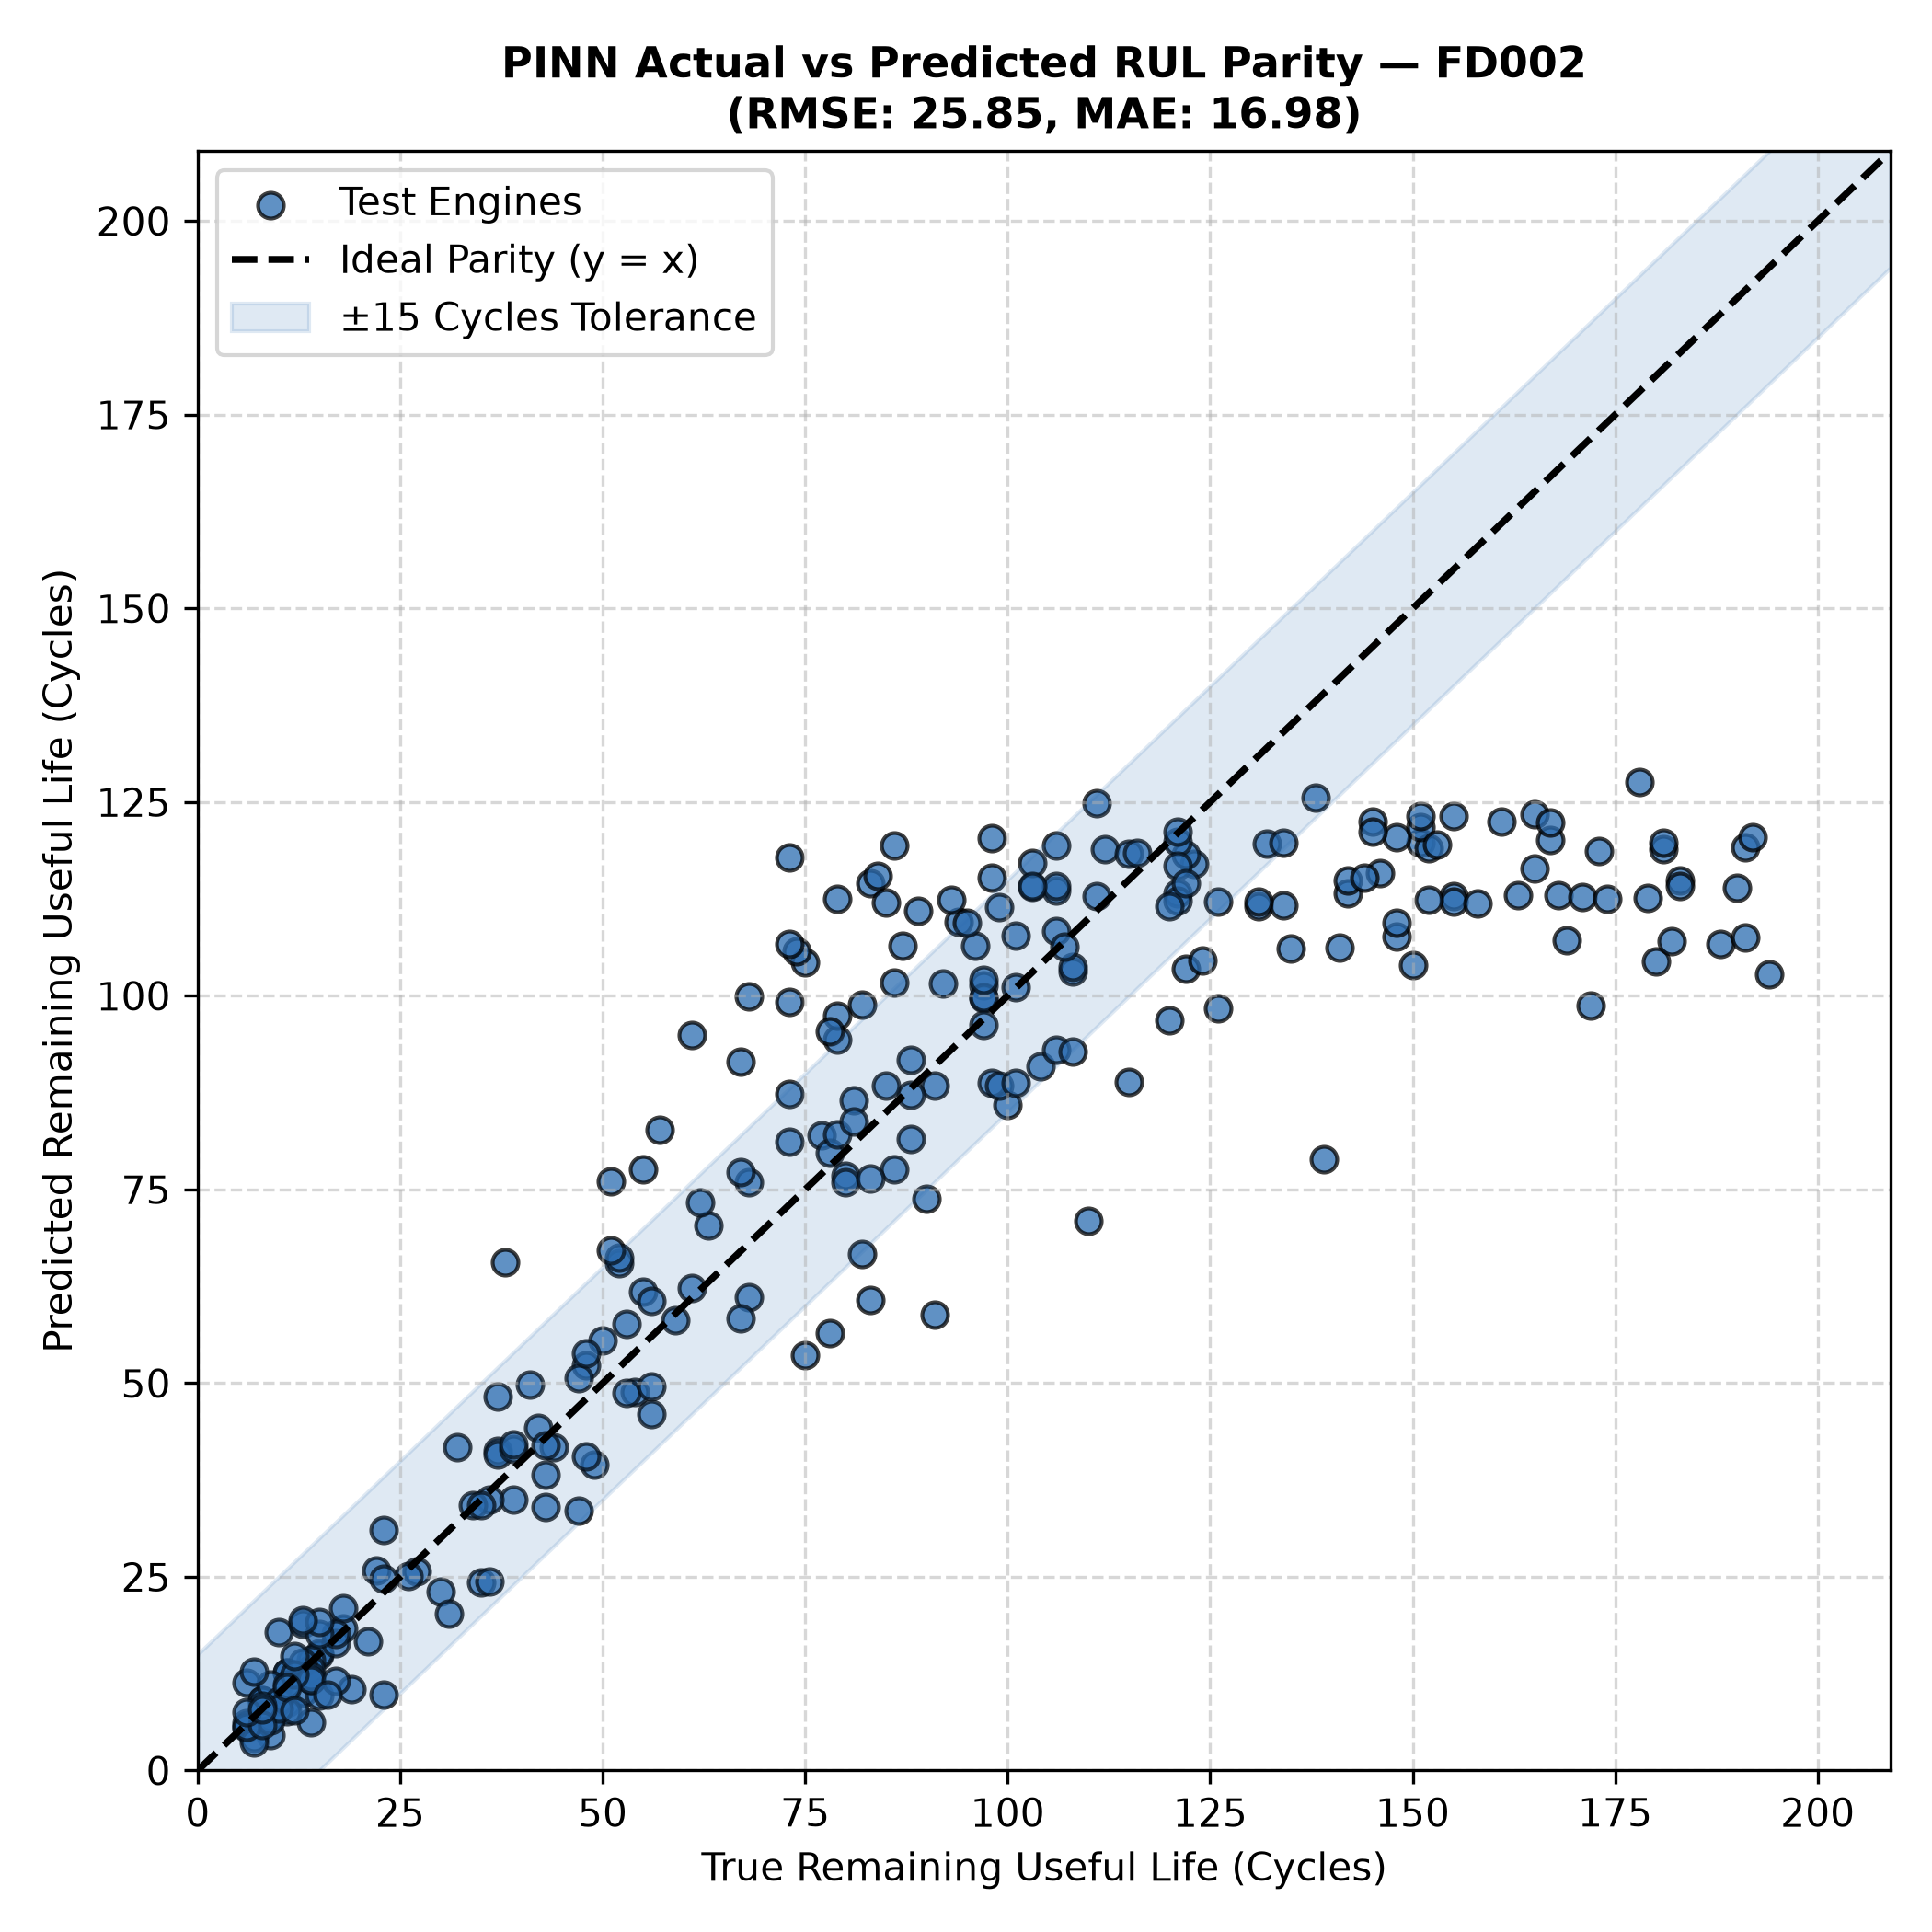 PINN Actual vs Predicted RUL Parity — FD002
(RMSE: 25.85, MAE: 16.98)
Test Engines
Ideal Parity (y = x)
±15 Cycles Tolerance
Predicted Remaining Useful Life (Cycles)
200
175
150
125
100
75
50
25
0
0 25 50 75 100 125 150 175 200
True Remaining Useful Life (Cycles)